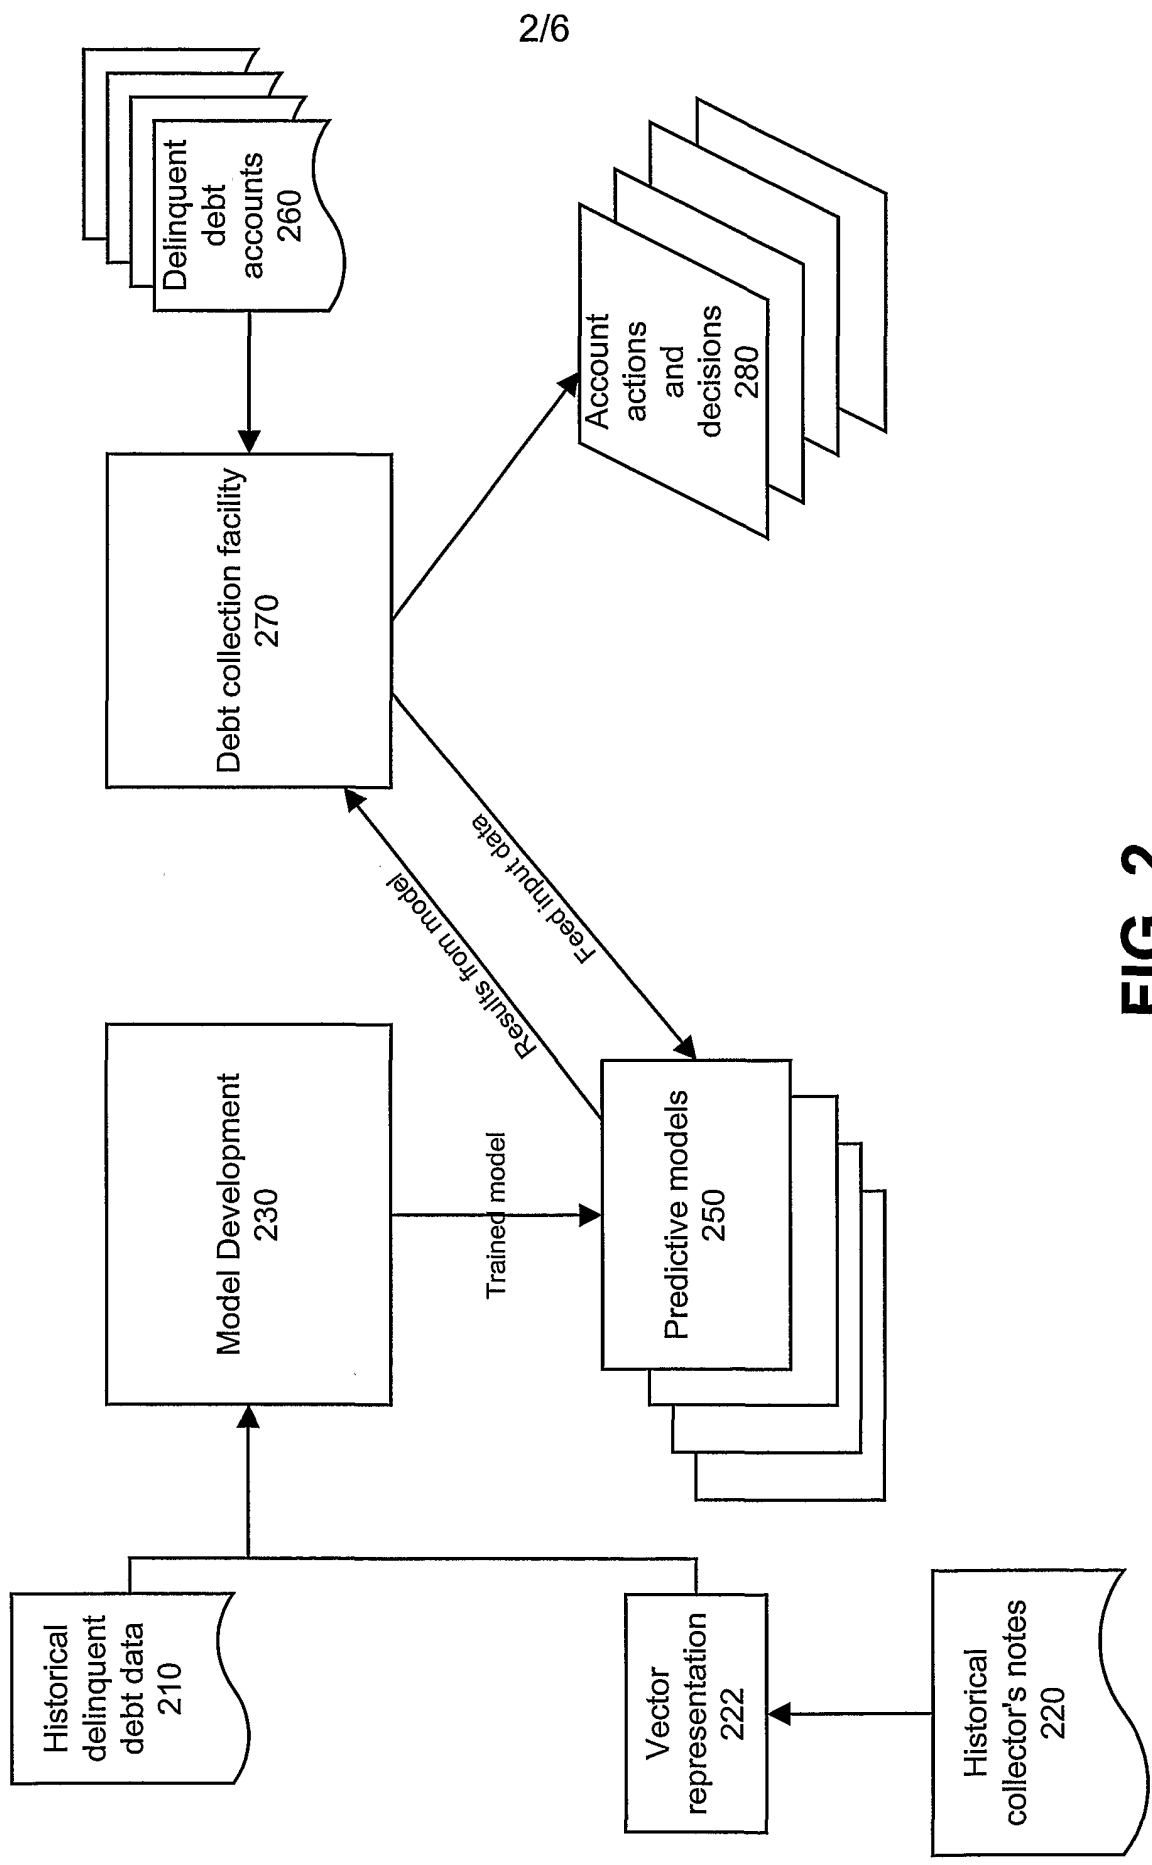 2/6
Historical
delinquent
debt data
210
Model Development
230
Debt collection facility
270
Delinquent
debt
accounts
260
Trained model
Results from model
Feed input data
Vector
representation
222
Predictive models
250
Account
actions
and
decisions
280
Historical
collector's notes
220
FIG. 2